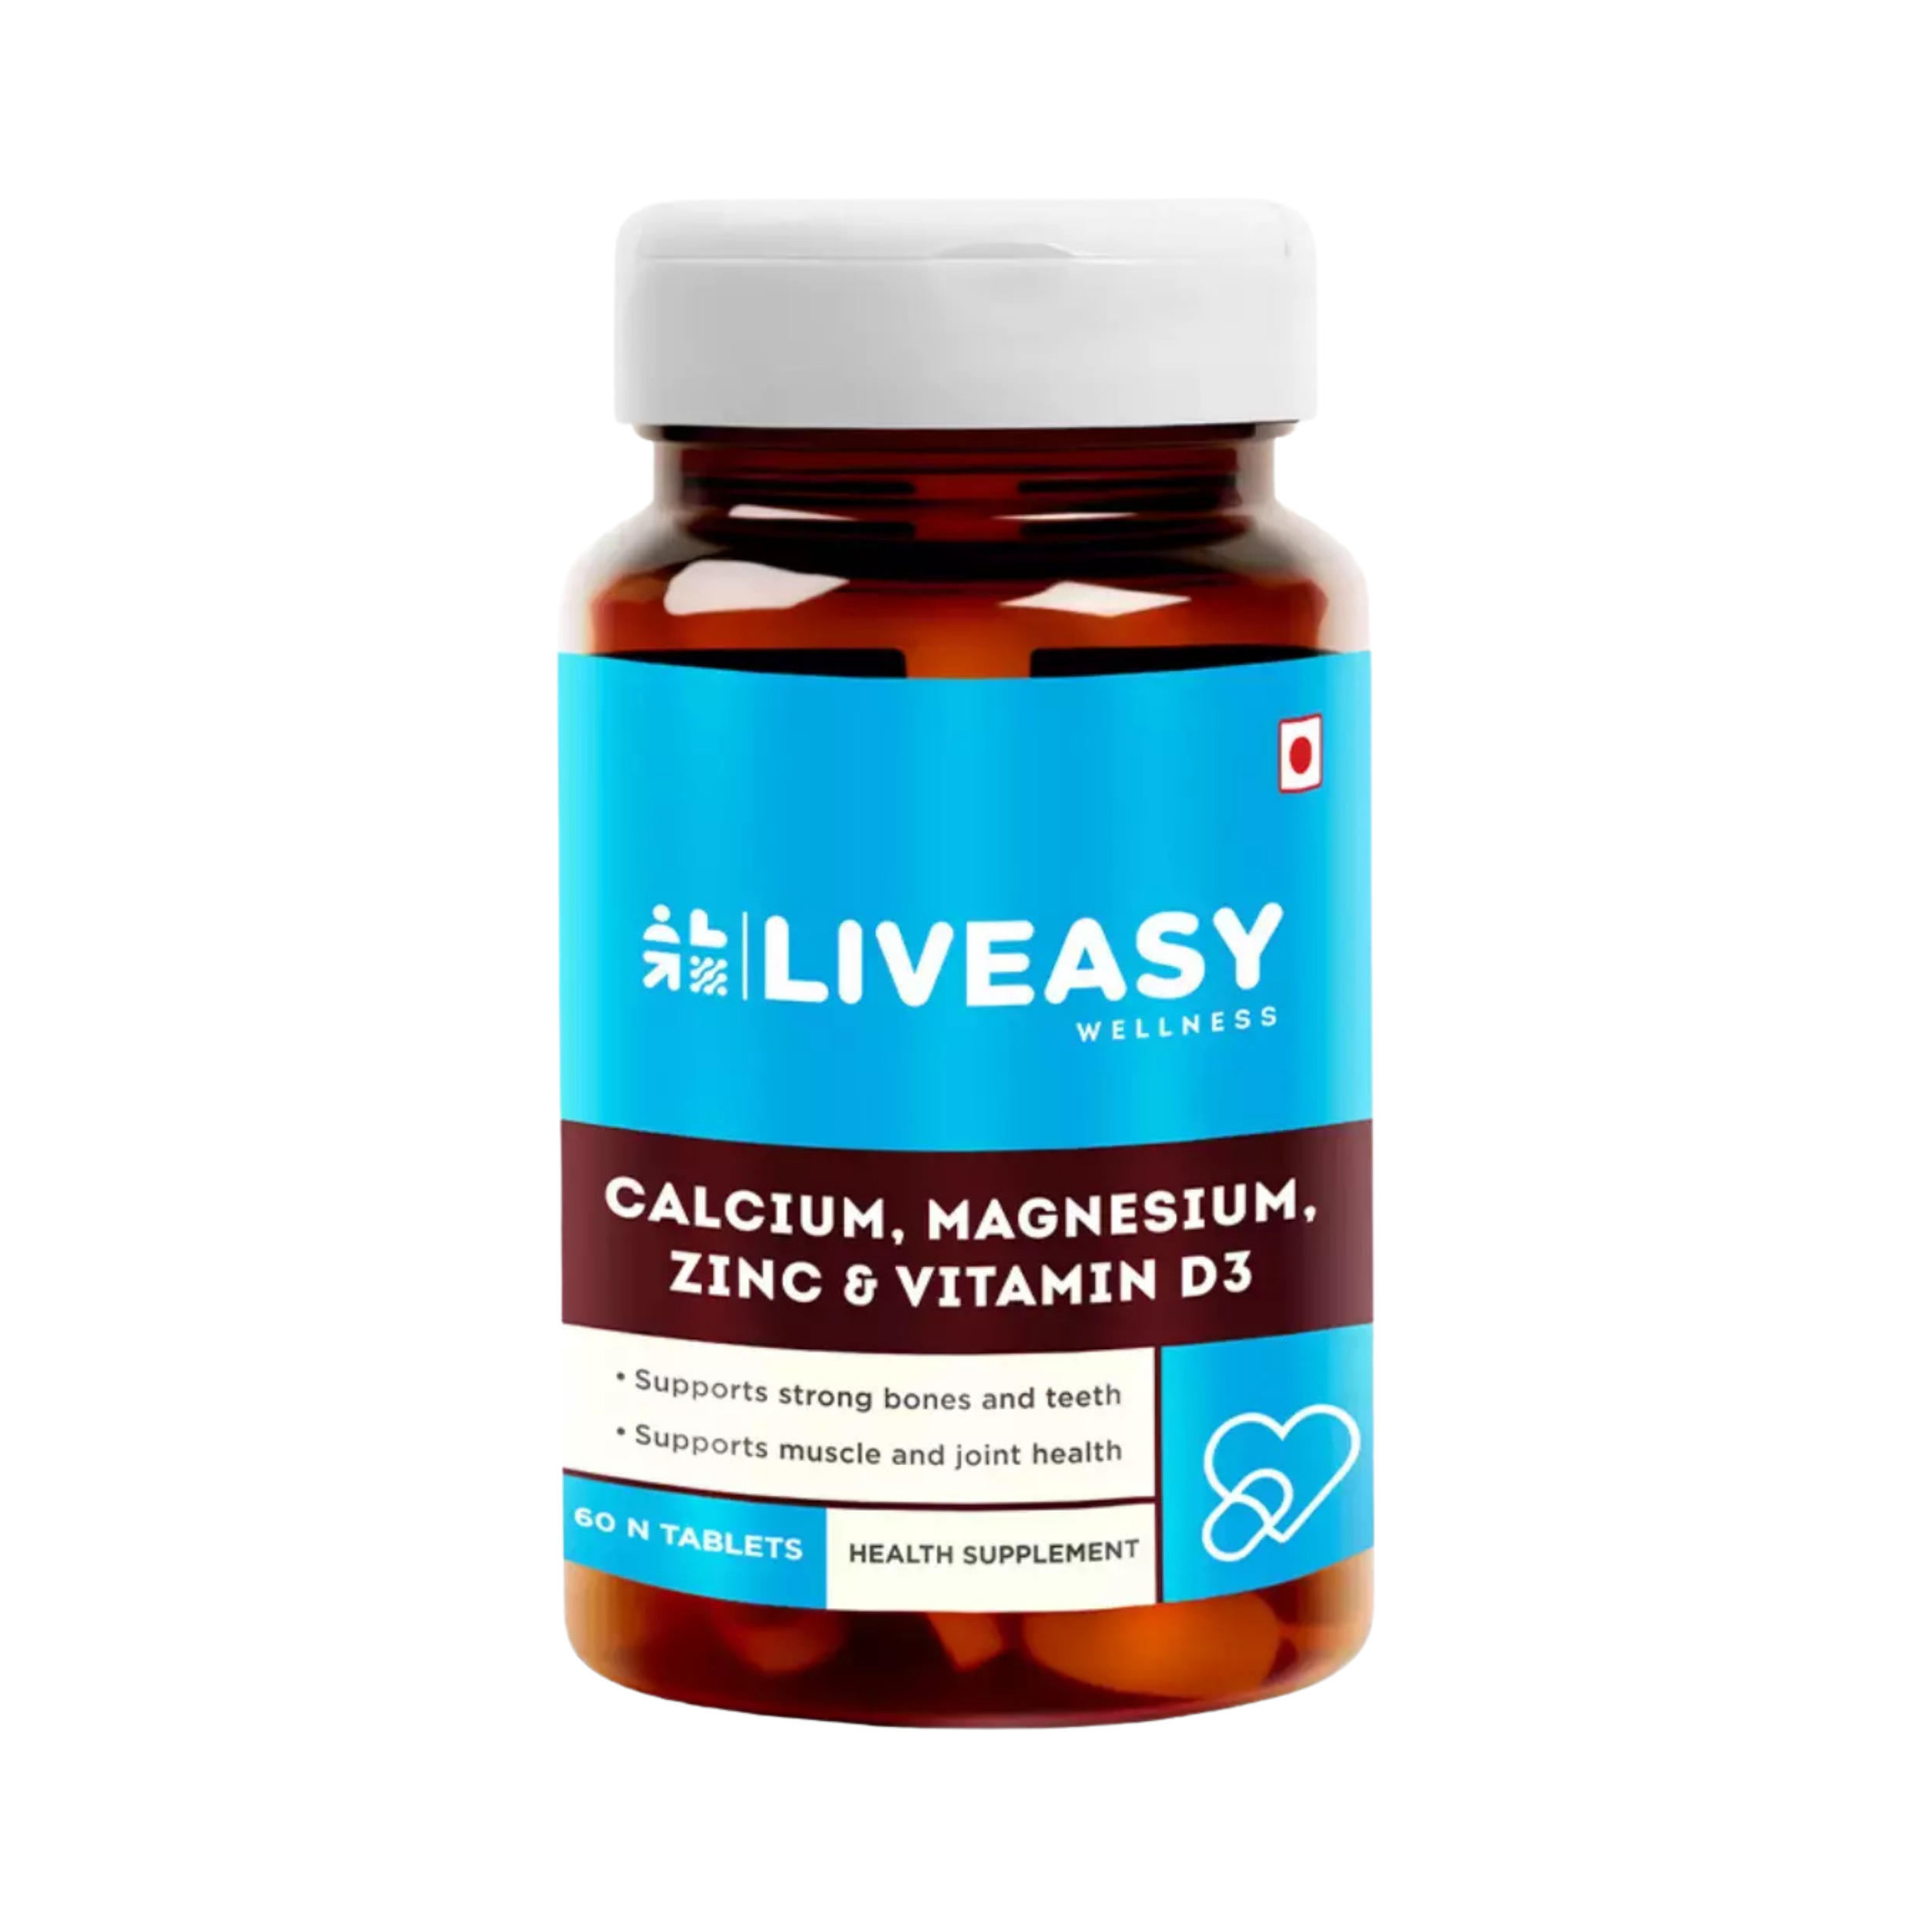 LIVEASY
WELLNESS
CALCIUM, MAGNESIUM,
ZINC & VITAMIN D3
• Supports strong bones and teeth
• Supports muscle and joint health
60 N TABLETS
HEALTH SUPPLEMENT